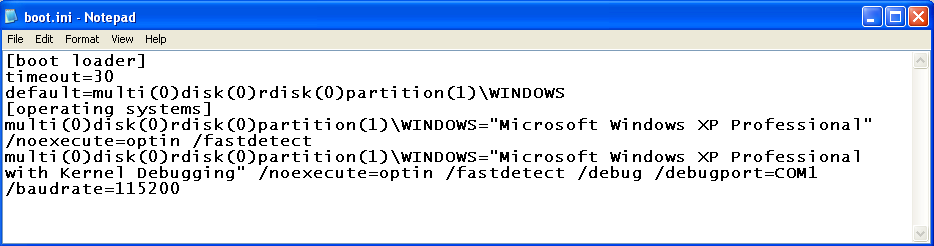 boot.ini - Notepad
File Edit Format View Help
[boot loader]
timeout=30
default=multi(0)disk(0)rdisk(0)partition(1)\WINDOWS
[operating systems]
multi(0)disk(0)rdisk(0)partition(1)\WINDOWS="Microsoft Windows XP Professional"
/noexecute=optin /fastdetect
multi(0)disk(0)rdisk(0)partition(1)\WINDOWS="Microsoft Windows XP Professional
with Kernel Debugging" /noexecute=optin /fastdetect /debug /debugport=COM1
/baudrate=115200